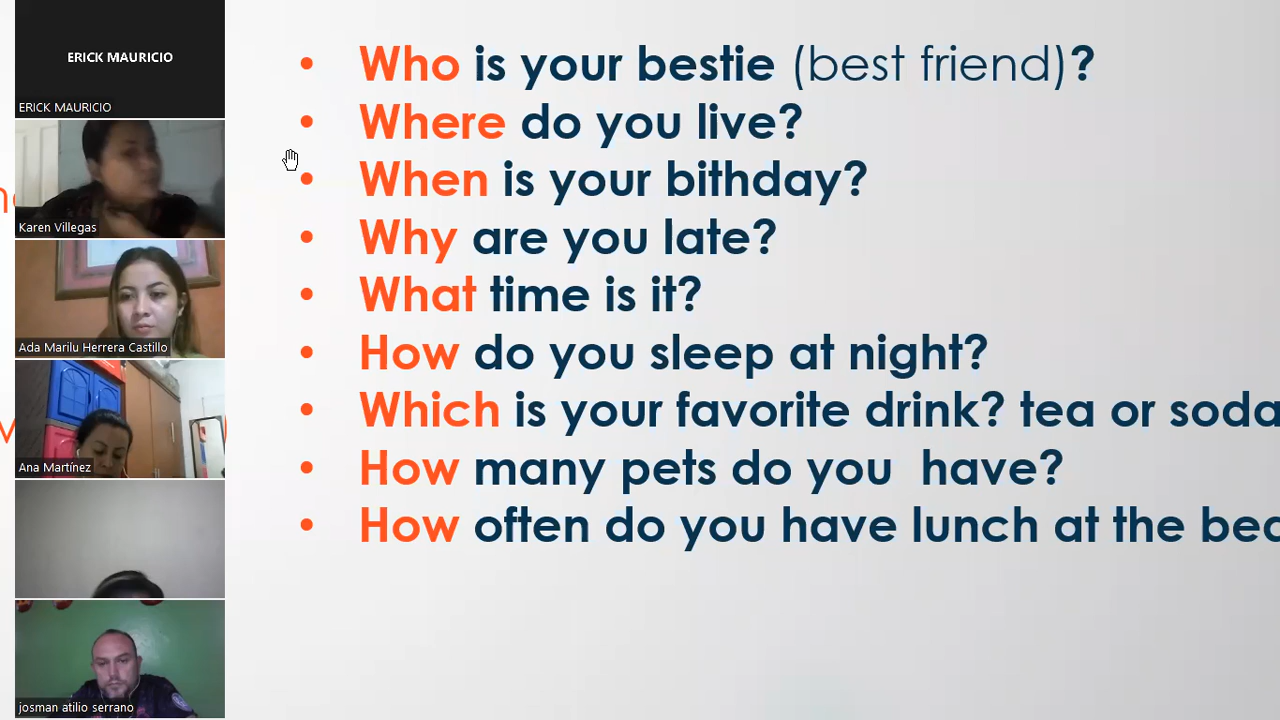 ERICK MAURICIO
ERICK MAURICIO
Karen Villegas
Ada Marilu Herrera Castillo
Ana Martínez
josman atilio serrano
• Who is your bestie (best friend)?
• Where do you live?
• When is your bithday?
• Why are you late?
• What time is it?
• How do you sleep at night?
• Which is your favorite drink? tea or soda
• How many pets do you have?
• How often do you have lunch at the